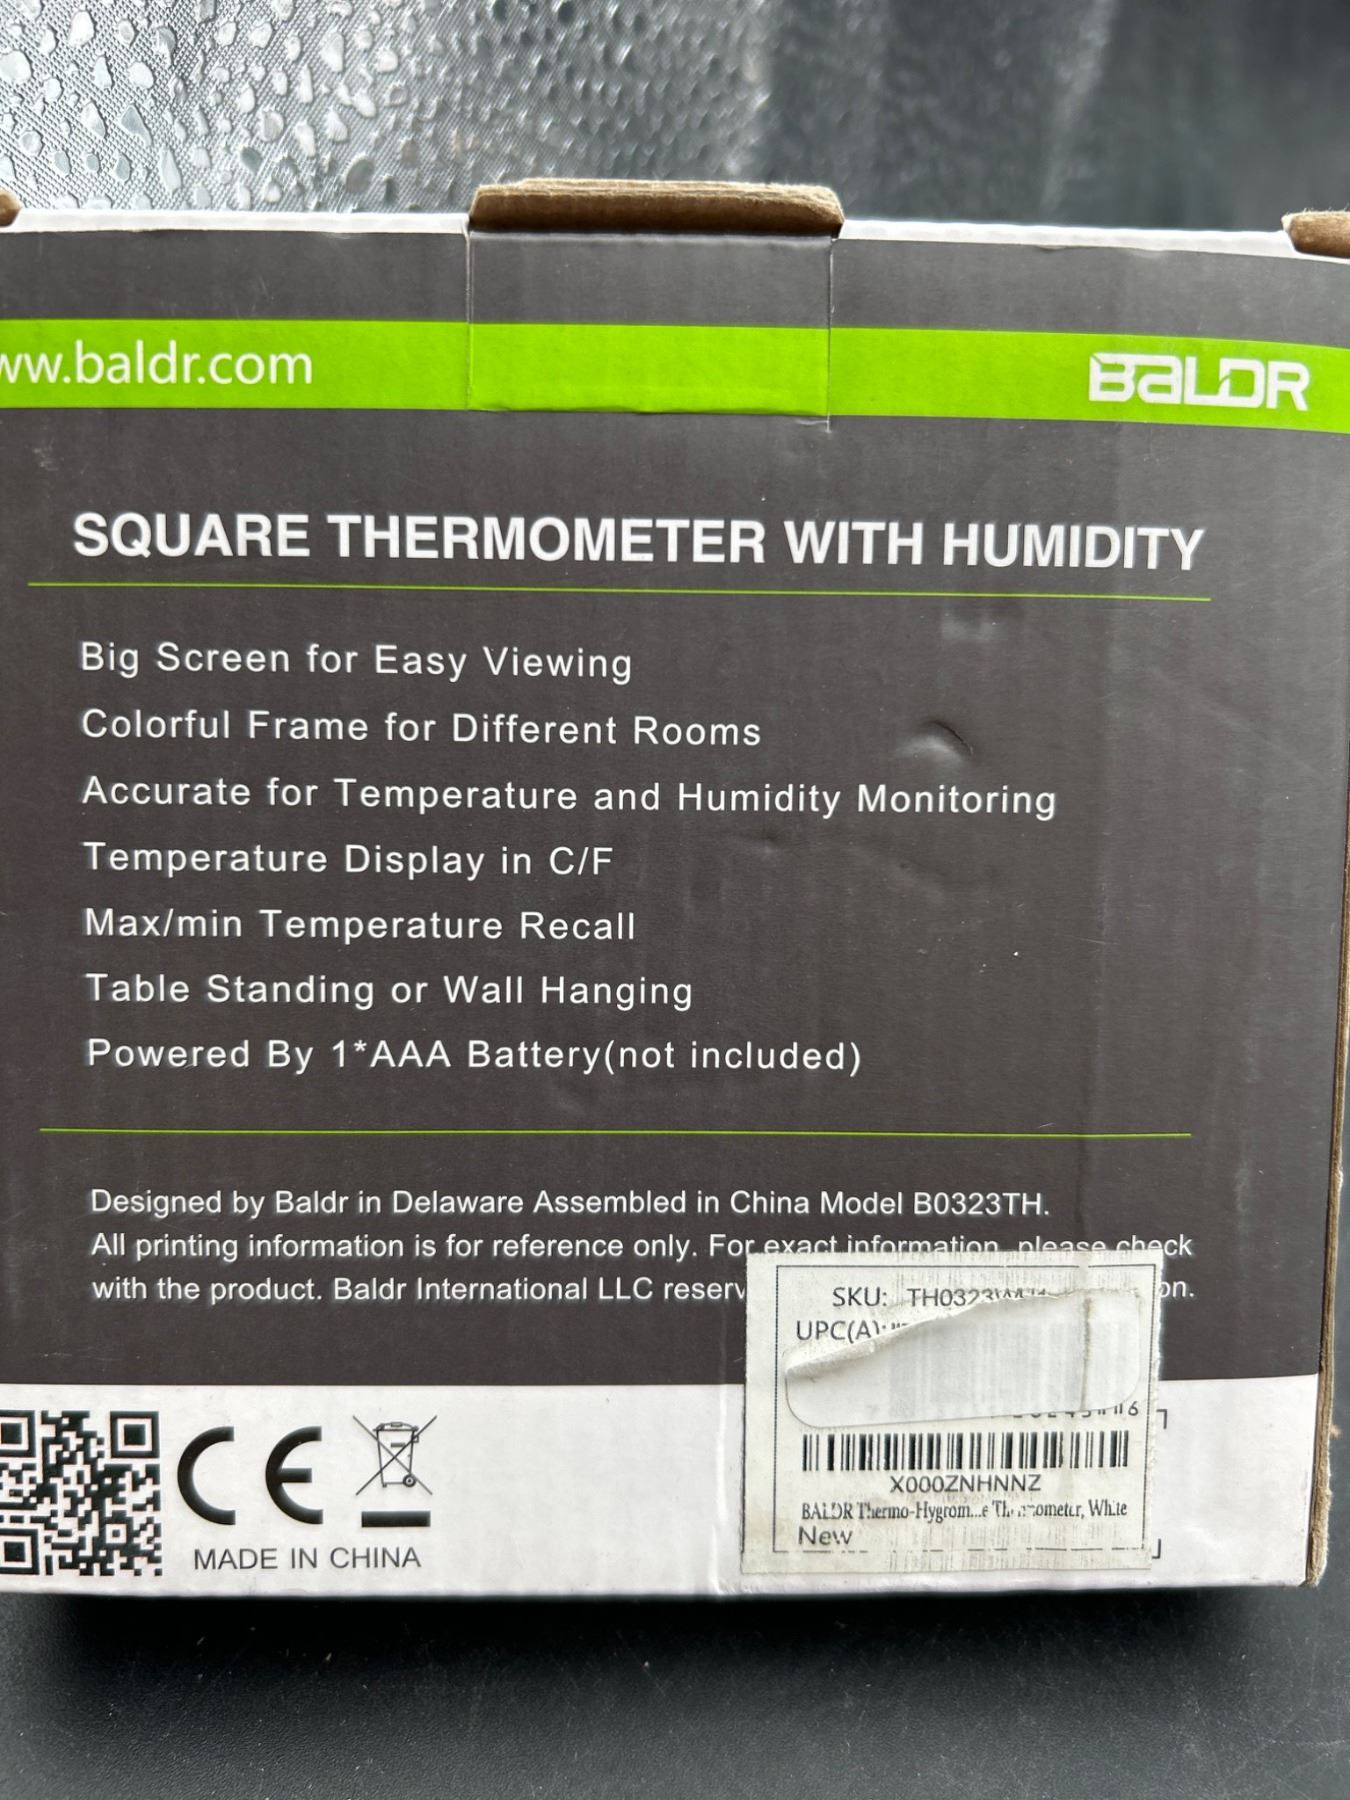 ww.baldr.com
BALDR
SQUARE THERMOMETER WITH HUMIDITY
Big Screen for Easy Viewing
Colorful Frame for Different Rooms
Accurate for Temperature and Humidity Monitoring
Temperature Display in C/F
Max/min Temperature Recall
Table Standing or Wall Hanging
Powered By 1*AAA Battery(not included)
Designed by Baldr in Delaware Assembled in China Model B0323TH.
All printing information is for reference only. For exact information, please check
with the product. Baldr International LLC
SKU:
UPC(A):
X000ZNHNNZ
BALDR Thermo-Hygrom...e Thermometer, White
New
CE
MADE IN CHINA